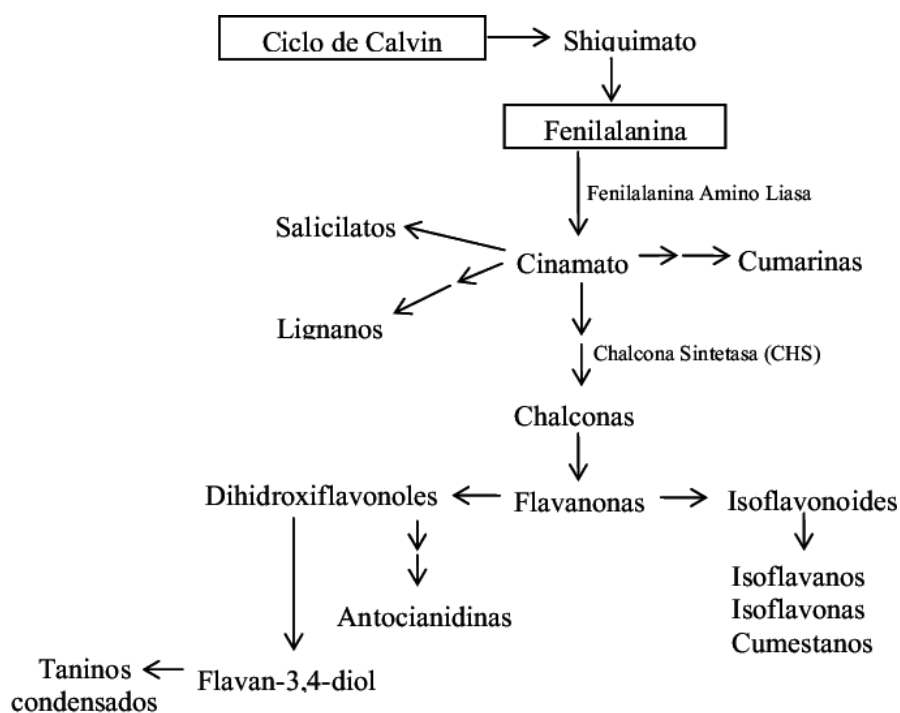 Ciclo de Calvin
Shiquimato
Fenilalanina
Fenilalanina Amino Liasa
Salicilatos
Cinamato
Cumarinas
Lignanos
Chalcona Sintetasa (CHS)
Chalconas
Dihidroxiflavonoles
Flavanonas
Isoflavonoides
Isoflavanos
Isoflavonas
Cumestanos
Antocianidinas
Taninos
condensados
Flavan-3,4-diol